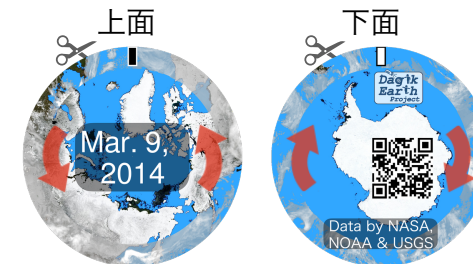 上面
下面
Mar. 9,
2014
Dagik
Earth
Project
Data by NASA,
NOAA & USGS